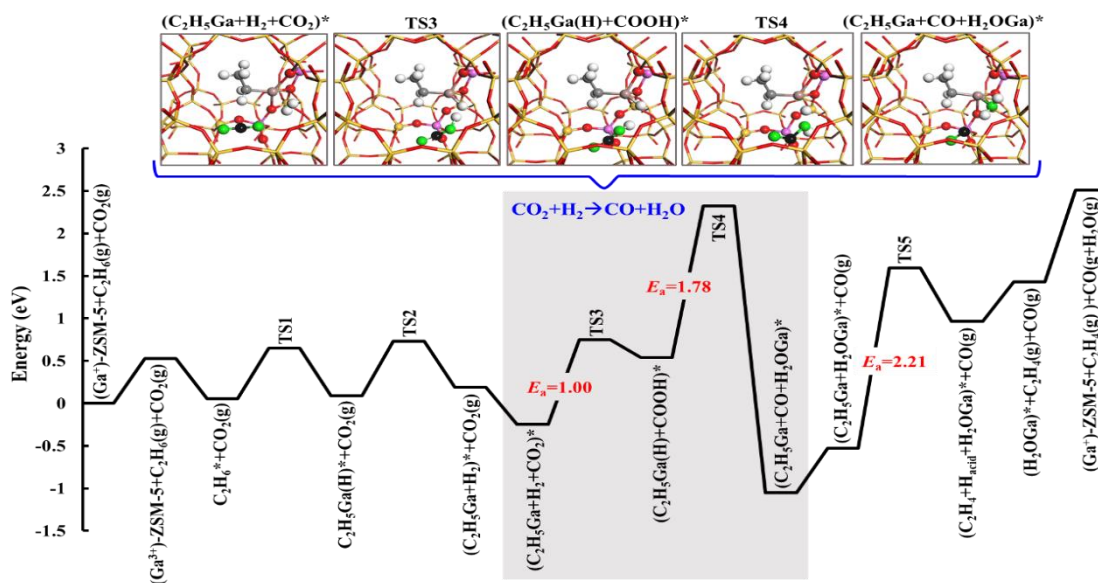 (C₂H₅Ga+H₂+CO₂)*
TS3
(C₂H₅Ga(H)+COOH)*
TS4
(C₂H₅Ga+CO+H₂OGa)*
CO₂+H₂→CO+H₂O
Energy (eV)
3
2.5
2
1.5
1
0.5
0
-0.5
-1
-1.5
(Ga⁺)-ZSM-5+C₂H₆(g)+CO₂(g)
(Ga³⁺)-ZSM-5+C₂H₆(g)+CO₂(g)
C₂H₆*+CO₂(g)
TS1
C₂H₅Ga(H)*+CO₂(g)
TS2
(C₂H₅Ga+H₂)*+CO₂(g)
(C₂H₅Ga+H₂+CO₂)*
Eₐ=1.00
TS3
(C₂H₅Ga(H)+COOH)*
Eₐ=1.78
TS4
(C₂H₅Ga+CO+H₂OGa)*
(C₂H₅Ga+H₂OGa)*+CO(g)
Eₐ=2.21
TS5
(C₂H₄+H_acid+H₂OGa)*+CO(g)
(H₂OGa)*+C₂H₄(g)+CO(g)
(Ga⁺)-ZSM-5+C₂H₄(g) )+CO(g+H₂O(g)